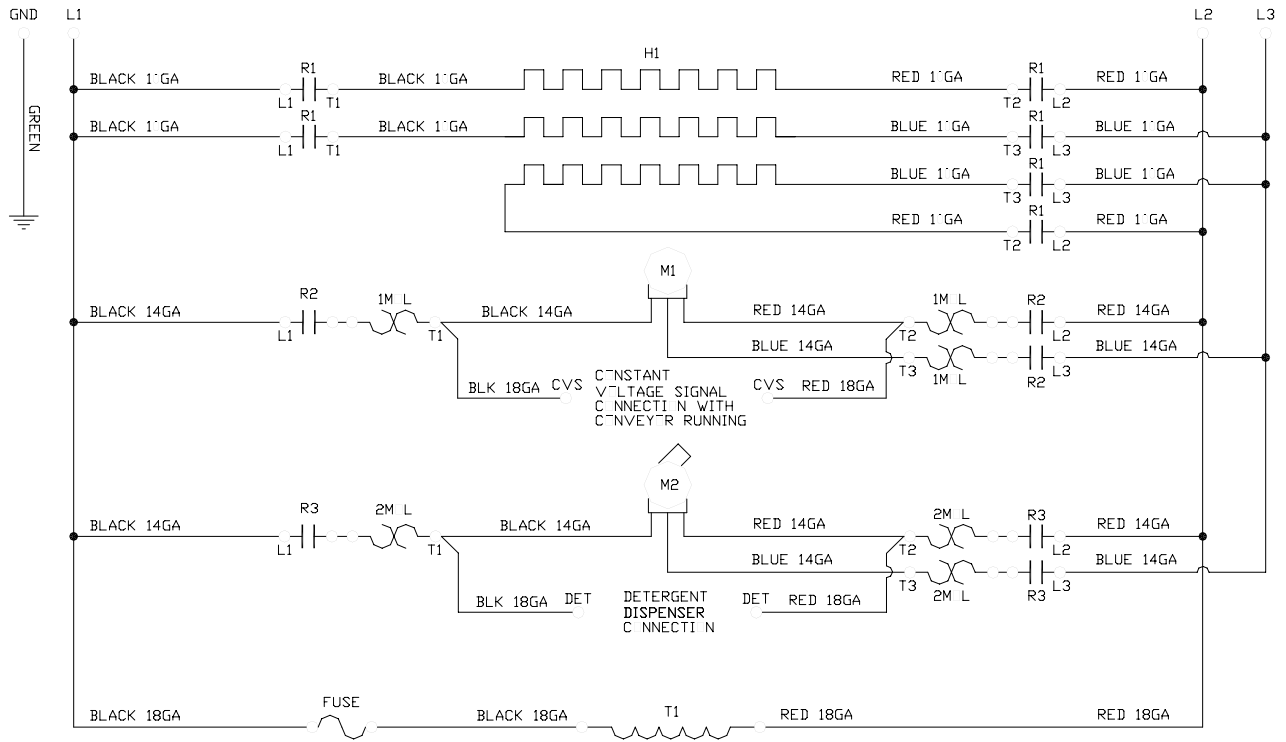 GND L1 L2 L3
H1
BLACK 1 GA R1 BLACK 1 GA RED 1 GA R1 RED 1 GA
L1 T1 T2 L2
GREEN
BLACK 1 GA R1 BLACK 1 GA BLUE 1 GA R1 BLUE 1 GA
L1 T1 T3 L3
BLUE 1 GA R1 BLUE 1 GA
T3 L3
RED 1 GA R1 RED 1 GA
T2 L2
M1
BLACK 14GA R2 1M L BLACK 14GA RED 14GA 1M L R2 RED 14GA
L1 T1 T2 L2
BLUE 14GA BLUE 14GA
T3 1M L R2 L3
BLK 18GA CVS CVS RED 18GA
C NSTANT
V LTAGE SIGNAL
C NNECTI N WITH
C NVEY R RUNNING
M2
BLACK 14GA R3 2M L BLACK 14GA RED 14GA 2M L R3 RED 14GA
L1 T1 T2 L2
BLUE 14GA BLUE 14GA
T3 2M L R3 L3
BLK 18GA DET DET RED 18GA
DETERGENT
DISPENSER
C NNECTI N
BLACK 18GA FUSE BLACK 18GA T1 RED 18GA RED 18GA